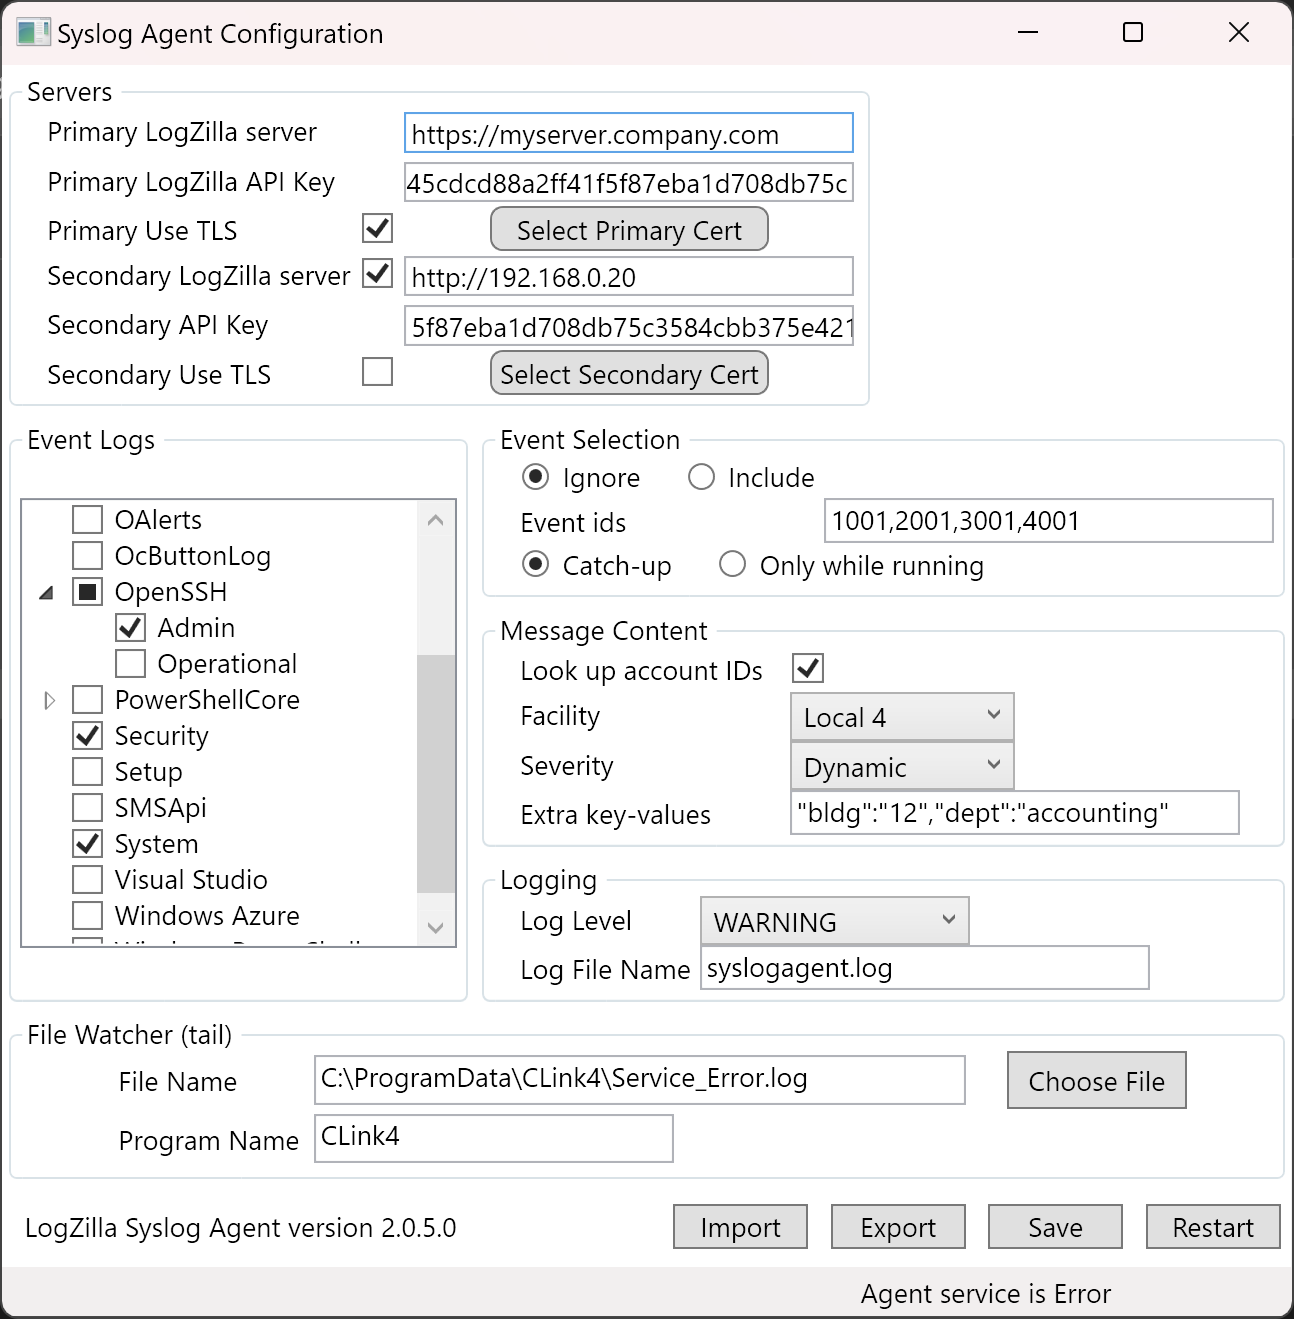 Syslog Agent Configuration
Servers
Primary LogZilla server
https://myserver.company.com
Primary LogZilla API Key
45cdcd88a2ff41f5f87eba1d708db75c
Primary Use TLS
Select Primary Cert
Secondary LogZilla server
http://192.168.0.20
Secondary API Key
5f87eba1d708db75c3584cbb375e421
Secondary Use TLS
Select Secondary Cert
Event Logs
OAlerts
OcButtonLog
OpenSSH
Admin
Operational
PowerShellCore
Security
Setup
SMSApi
System
Visual Studio
Windows Azure
Event Selection
Ignore Include
Event ids
1001,2001,3001,4001
Catch-up Only while running
Message Content
Look up account IDs
Facility
Local 4
Severity
Dynamic
Extra key-values
"bldg":"12","dept":"accounting"
Logging
Log Level
WARNING
Log File Name
syslogagent.log
File Watcher (tail)
File Name
C:\ProgramData\CLink4\Service_Error.log
Choose File
Program Name
CLink4
LogZilla Syslog Agent version 2.0.5.0
Import Export Save Restart
Agent service is Error